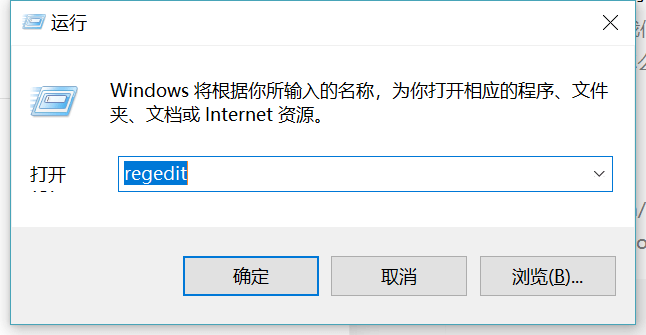 运行
Windows 将根据你所输入的名称，为你打开相应的程序、文件
夹、文档或 Internet 资源。
打开
regedit
确定
取消
浏览(B)...